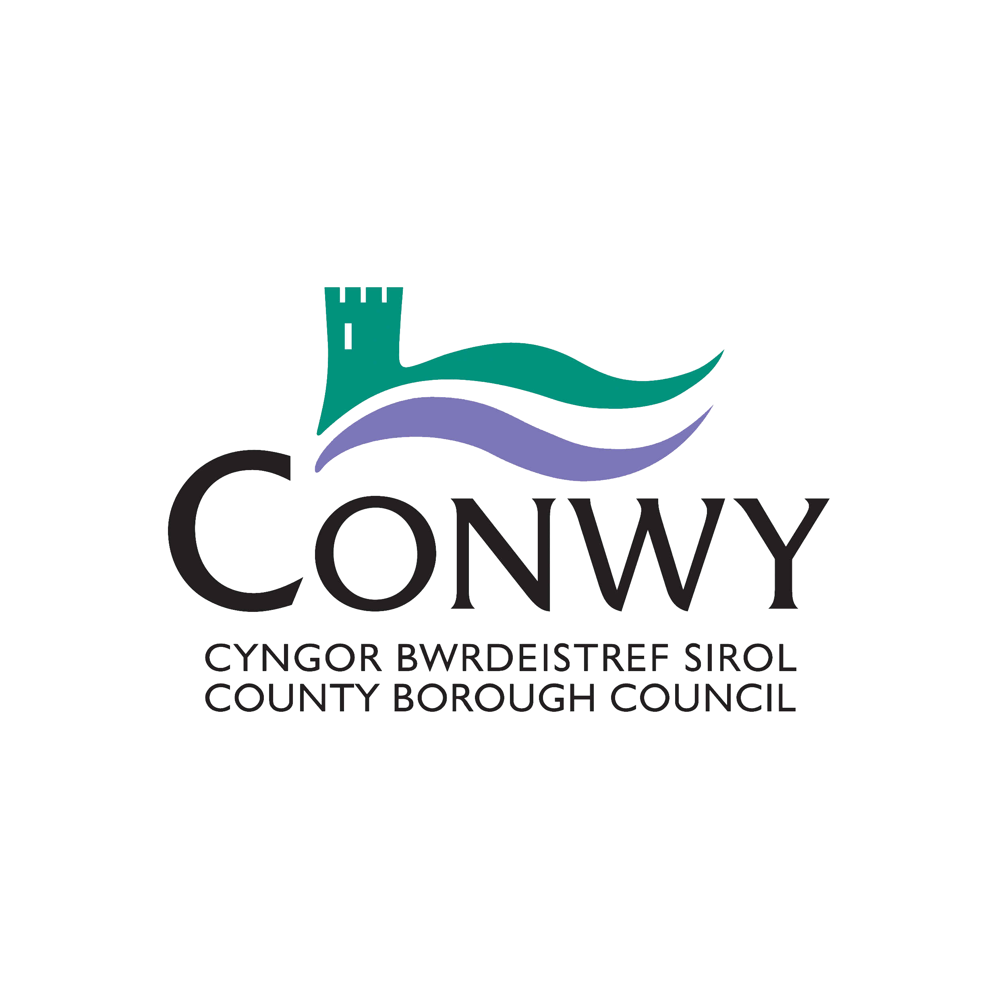 CONWY
CYNGOR BWRDEISTREF SIROL
COUNTY BOROUGH COUNCIL